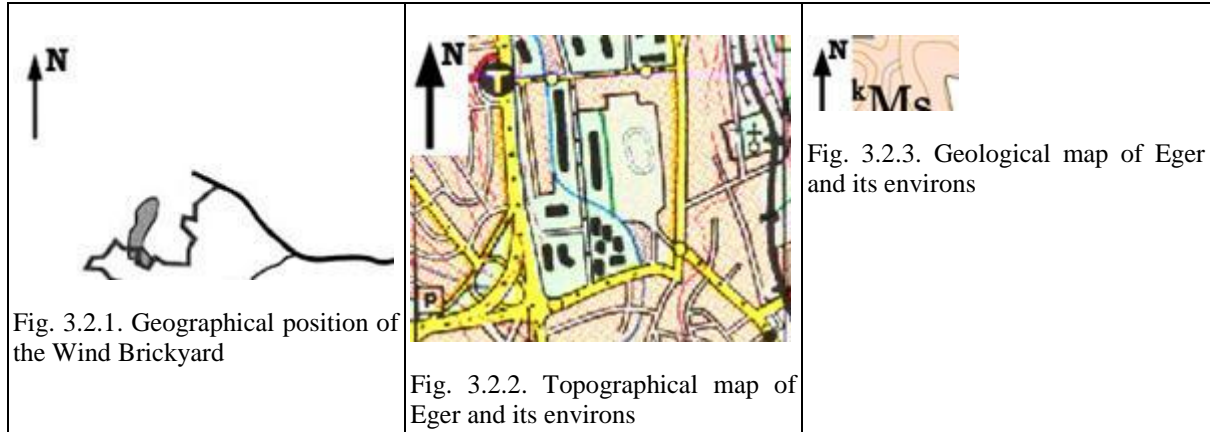 N
Fig. 3.2.1. Geographical position of
the Wind Brickyard
N
T
P
Fig. 3.2.2. Topographical map of
Eger and its environs
N
kMs
Fig. 3.2.3. Geological map of Eger
and its environs